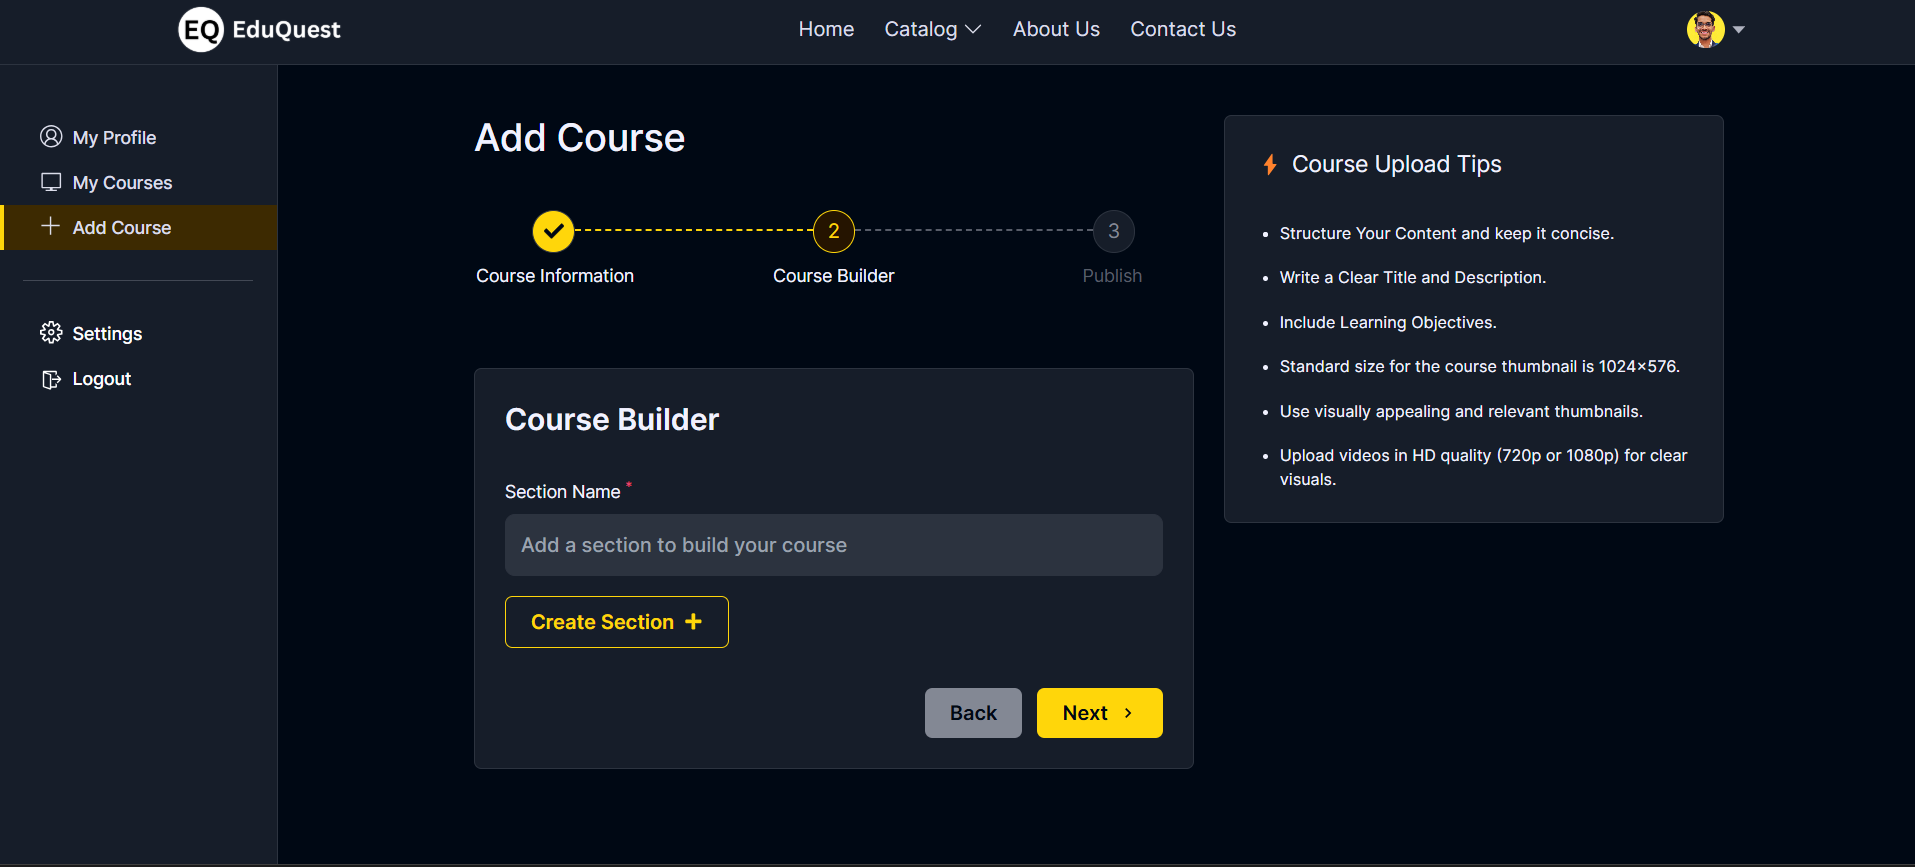 EQ EduQuest
Home Catalog About Us Contact Us
My Profile
My Courses
Add Course
Settings
Logout
Add Course
2
3
Course Information
Course Builder
Publish
Course Builder
Section Name *
Add a section to build your course
Create Section +
Back
Next
Course Upload Tips
• Structure Your Content and keep it concise.
• Write a Clear Title and Description.
• Include Learning Objectives.
• Standard size for the course thumbnail is 1024×576.
• Use visually appealing and relevant thumbnails.
• Upload videos in HD quality (720p or 1080p) for clear
visuals.